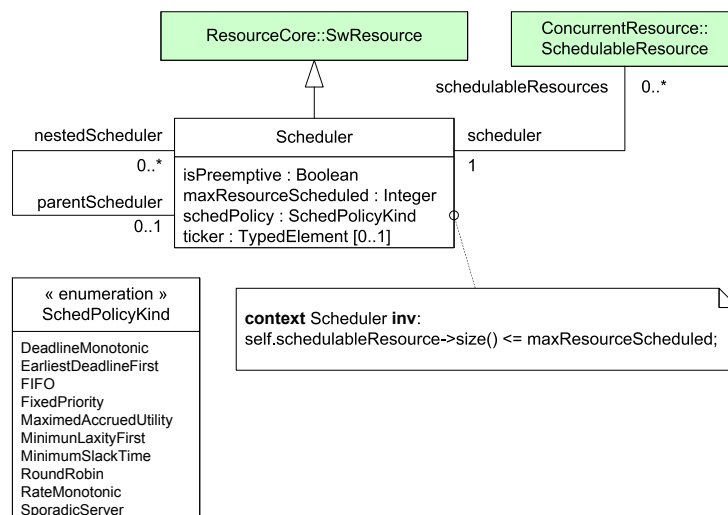 ResourceCore::SwResource
ConcurrentResource::
SchedulableResource
schedulableResources
0..*
nestedScheduler
0..*
parentScheduler
0..1
Scheduler
scheduler
1
isPreemptive : Boolean
maxResourceScheduled : Integer
schedPolicy : SchedPolicyKind
ticker : TypedElement [0..1]
« enumeration »
SchedPolicyKind
DeadlineMonotonic
EarliestDeadlineFirst
FIFO
FixedPriority
MaximedAccruedUtility
MinimunLaxityFirst
MinimumSlackTime
RoundRobin
RateMonotonic
SporadicServer
context Scheduler inv:
self.schedulableResource->size() <= maxResourceScheduled;